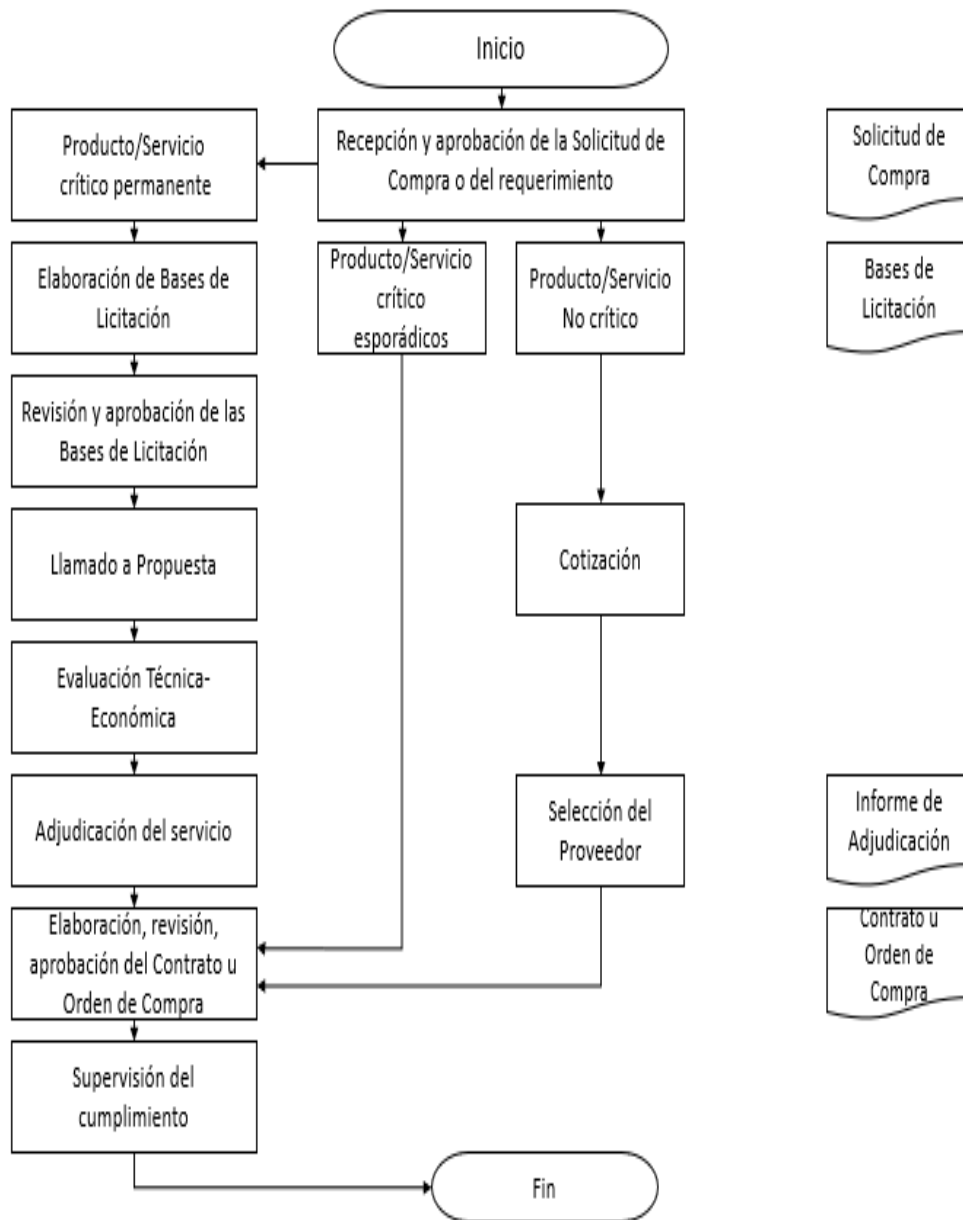 Inicio
Producto/Servicio
crítico permanente
Recepción y aprobación de la Solicitud de
Compra o del requerimiento
Solicitud de
Compra
Elaboración de Bases de
Licitación
Producto/Servicio
crítico
esporádicos
Producto/Servicio
No crítico
Bases de
Licitación
Revisión y aprobación de las
Bases de Licitación
Llamado a Propuesta
Cotización
Evaluación Técnica-
Económica
Adjudicación del servicio
Selección del
Proveedor
Informe de
Adjudicación
Elaboración, revisión,
aprobación del Contrato u
Orden de Compra
Contrato u
Orden de
Compra
Supervisión del
cumplimiento
Fin